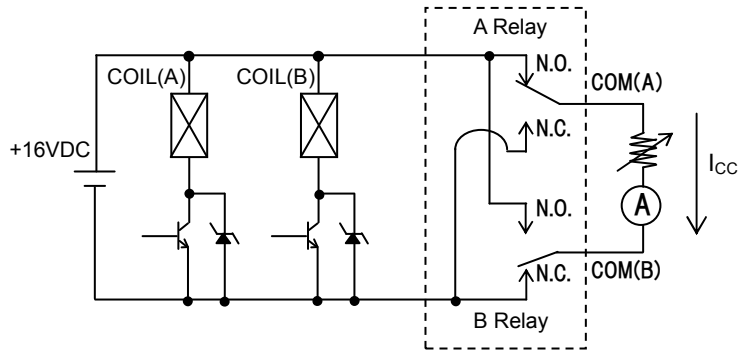 A Relay
COIL(A)
COIL(B)
N.O.
COM(A)
+16VDC
N.C.
ICC
A
N.O.
N.C.
COM(B)
B Relay